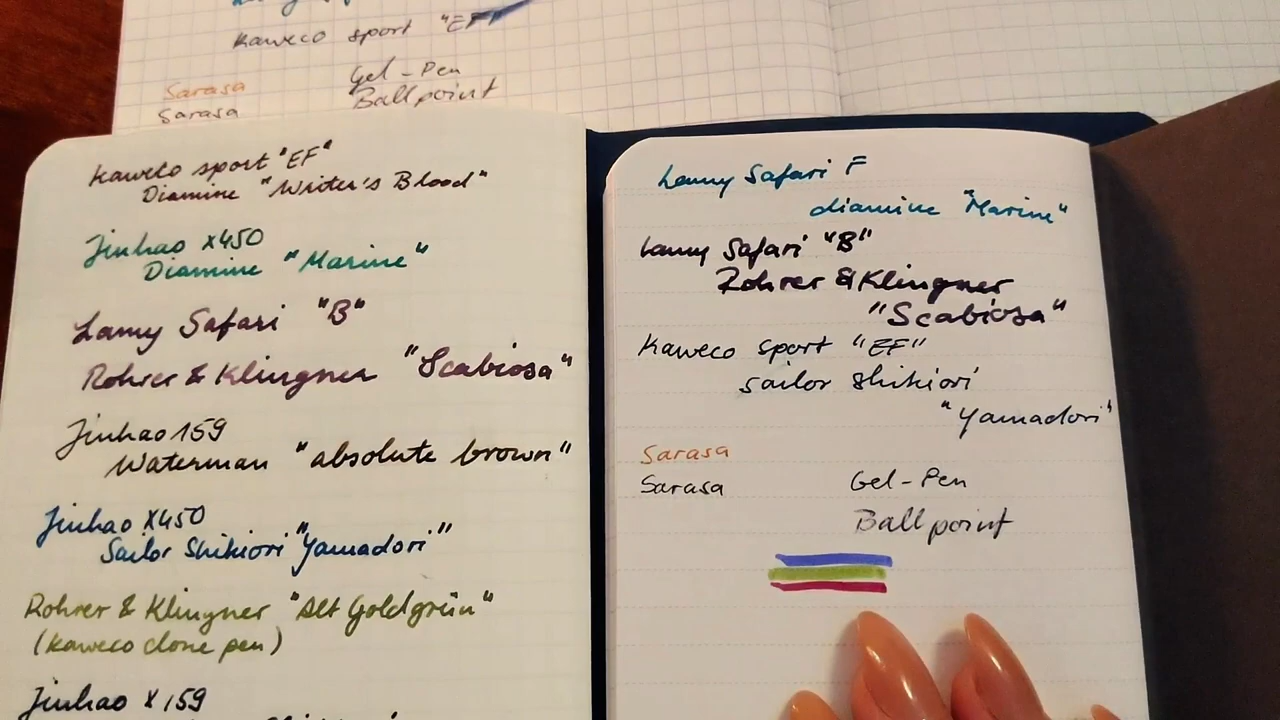 Kaweco sport "EF"
Sarasa Gel-Pen
Sarasa Ballpoint
Kaweco sport "EF"
Diamine "Writer's Blood"
Jinhao X450
Diamine "Marine"
Lamy Safari "B"
Rohrer & Klingner "Scabiosa"
Jinhao 159
Waterman "absolute brown"
Jinhao X450
Sailor Shikiori "Yamadori"
Rohrer & Klingner "Alt Goldgrün"
(Kaweco clone pen)
Jinhao X159
Lamy Safari F
diamine "Marine"
Lamy Safari "B"
Rohrer & Klingner
"Scabiosa"
Kaweco sport "EF"
sailor shikiori
"Yamadori"
Sarasa
Sarasa Gel-Pen
Ballpoint